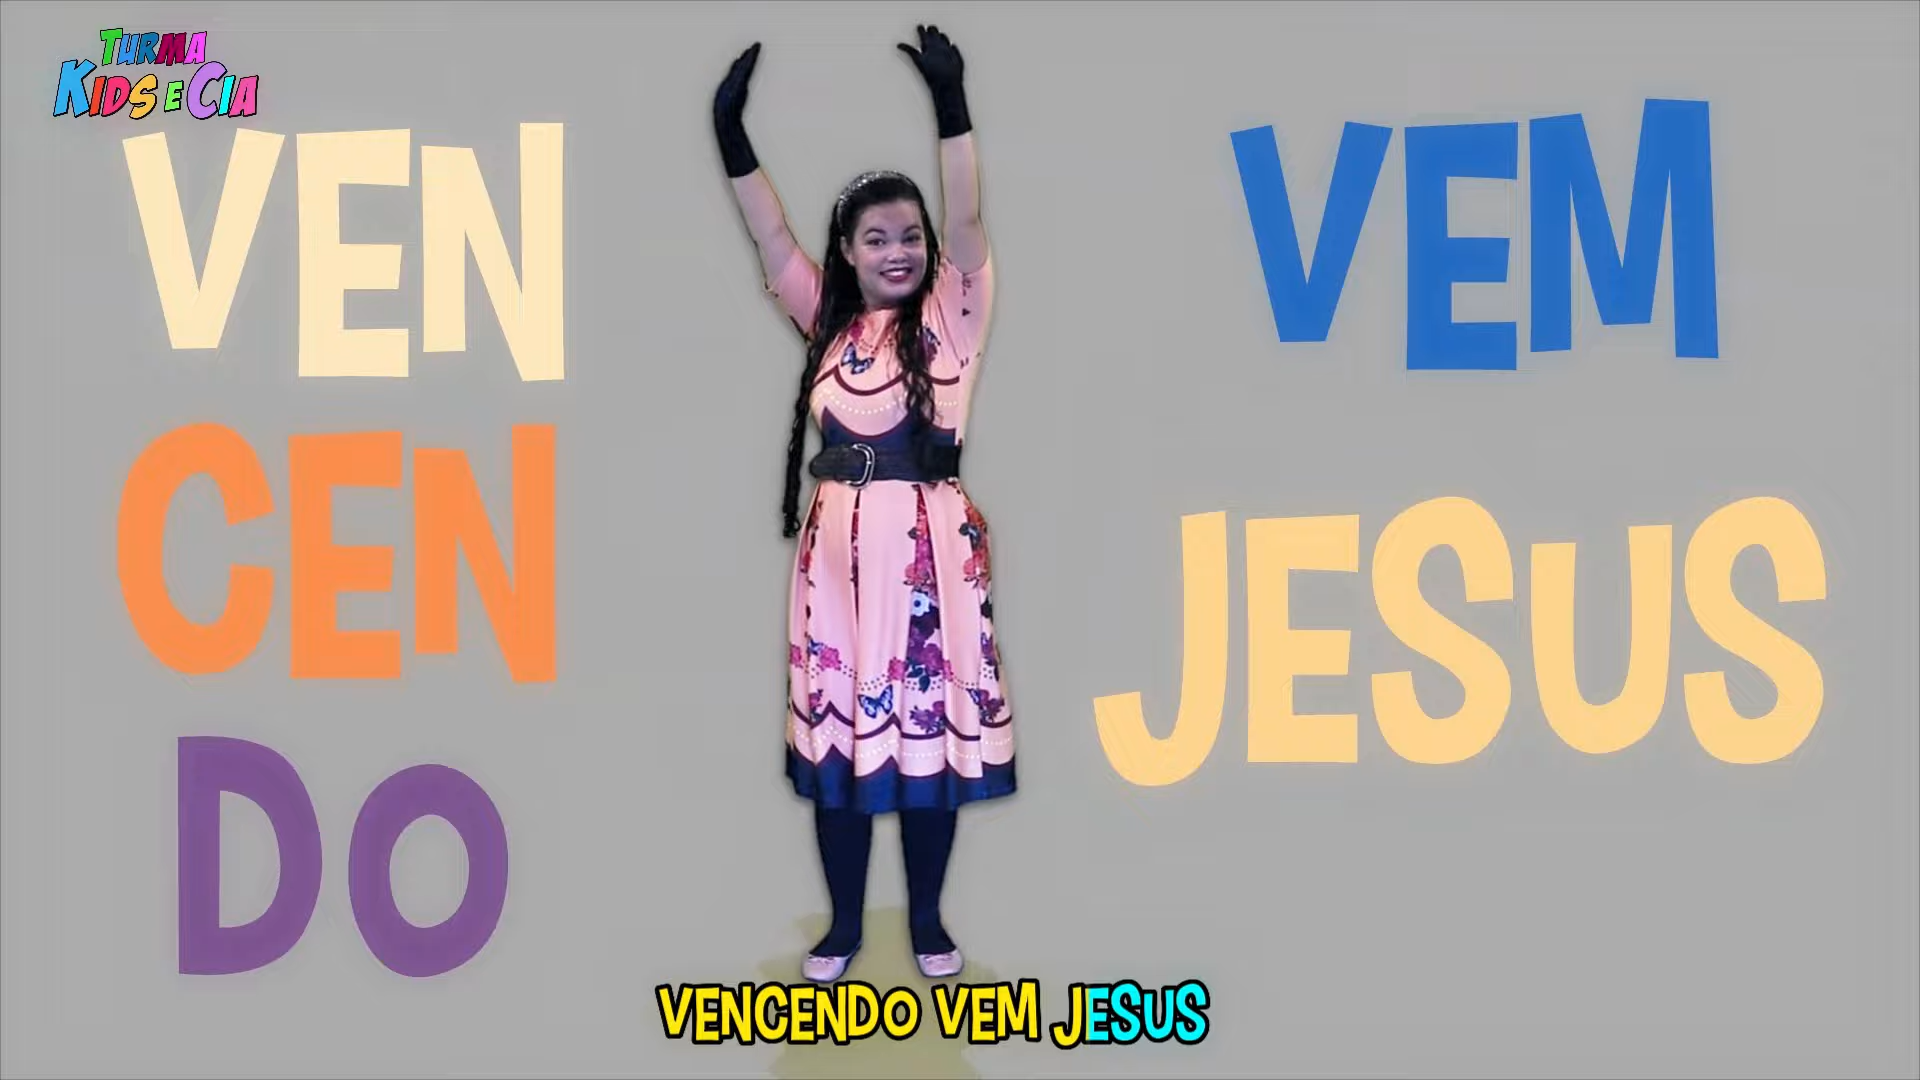 TURMA
KIDS E CIA
VEN
CEN
DO
VEM
JESUS
VENCENDO VEM JESUS